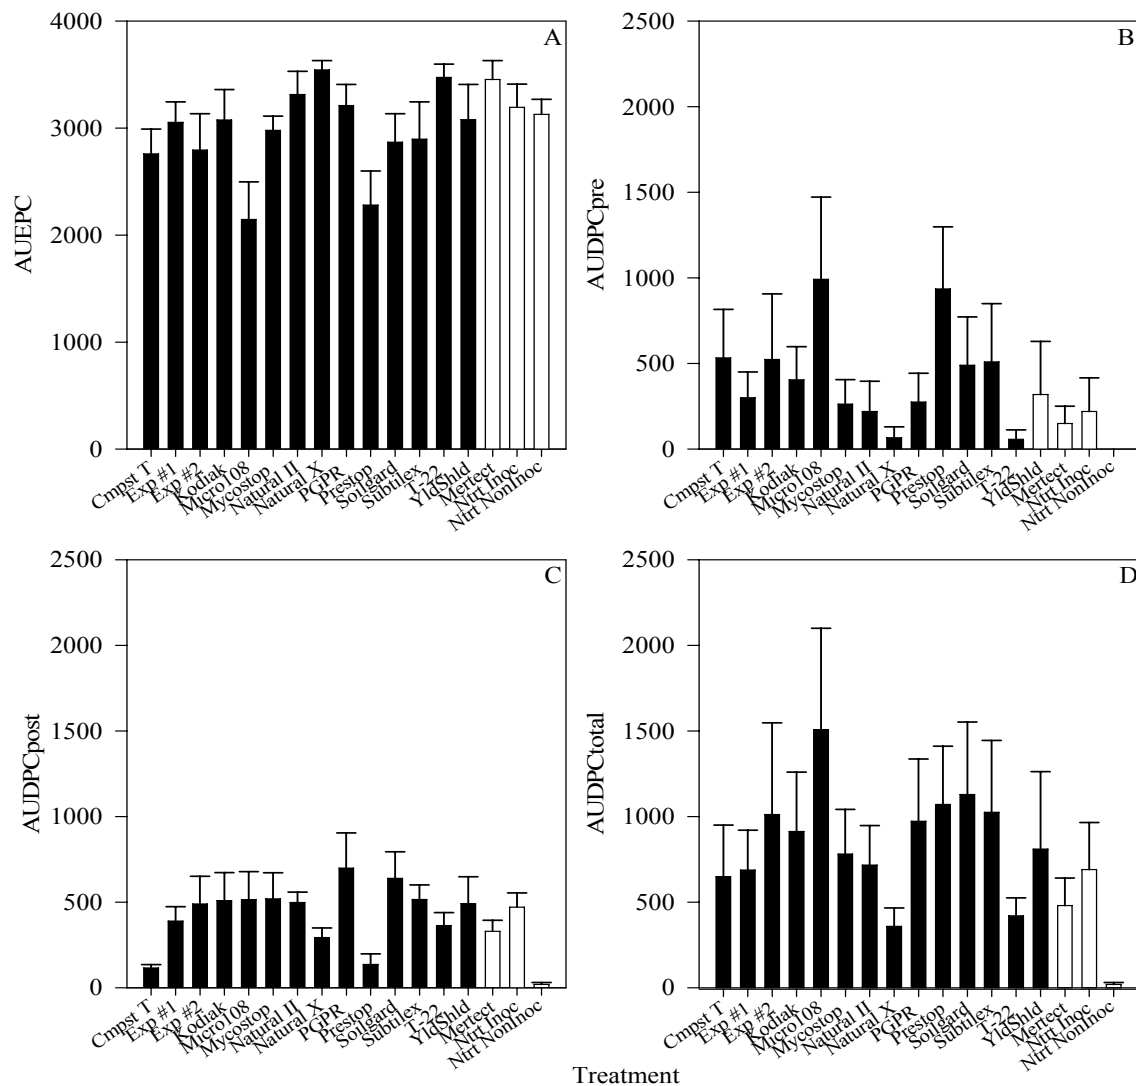 A
AUEPC
4000
3000
2000
1000
0
Cmpst T
Exp #1
Exp #2
Kodiak
Micro108
Mycostop
Natural II
Natural X
PGPR
Prestop
Solgard
Subtilex
T-22
YldShld
Mertect
Ntrt Inoc
Ntrt NonInoc
B
AUDPCpre
2500
2000
1500
1000
500
0
Cmpst T
Exp #1
Exp #2
Kodiak
Micro108
Mycostop
Natural II
Natural X
PGPR
Prestop
Soilgard
Subtilex
T-22
YldShld
Mertect
Ntrt Inoc
Ntrt NonInoc
C
AUDPCpost
2500
2000
1500
1000
500
0
Cmpst T
Exp #1
Exp #2
Kodiak
Micro108
Mycostop
Natural II
Natural X
PGPR
Prestop
Soilgard
Subtilex
T-22
YldShld
Mertect
Ntrt Inoc
Ntrt NonInoc
D
AUDPCtotal
2500
2000
1500
1000
500
0
Cmpst T
Exp #1
Exp #2
Kodiak
Micro108
Mycostop
Natural II
Natural X
PGPR
Prestop
Soilgard
Subtilex
T-22
YldShld
Mertect
Ntrt Inoc
Ntrt NonInoc
Treatment